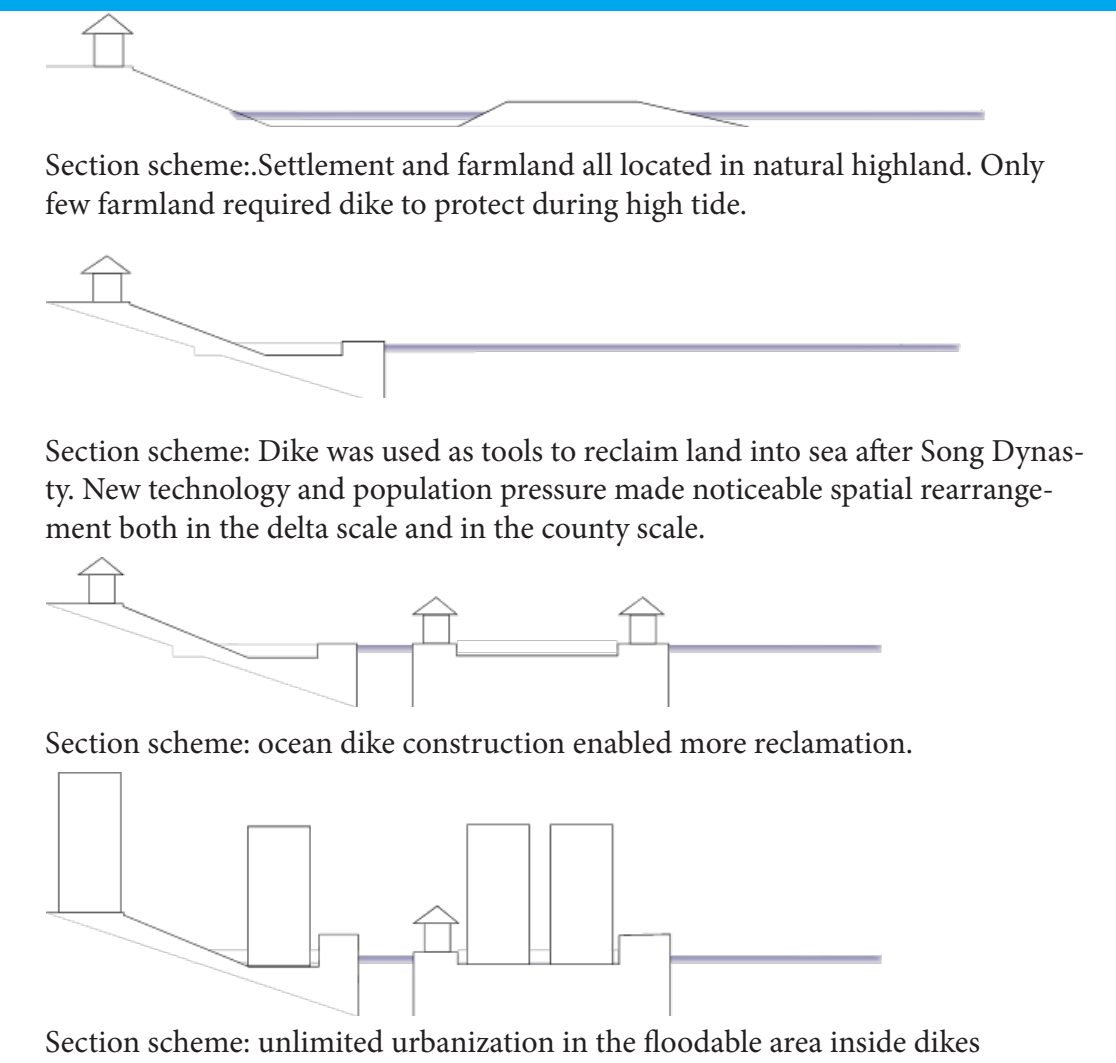 Section scheme:.Settlement and farmland all located in natural highland. Only
few farmland required dike to protect during high tide.
Section scheme: Dike was used as tools to reclaim land into sea after Song Dynas-
ty. New technology and population pressure made noticeable spatial rearrange-
ment both in the delta scale and in the county scale.
Section scheme: ocean dike construction enabled more reclamation.
Section scheme: unlimited urbanization in the floodable area inside dikes